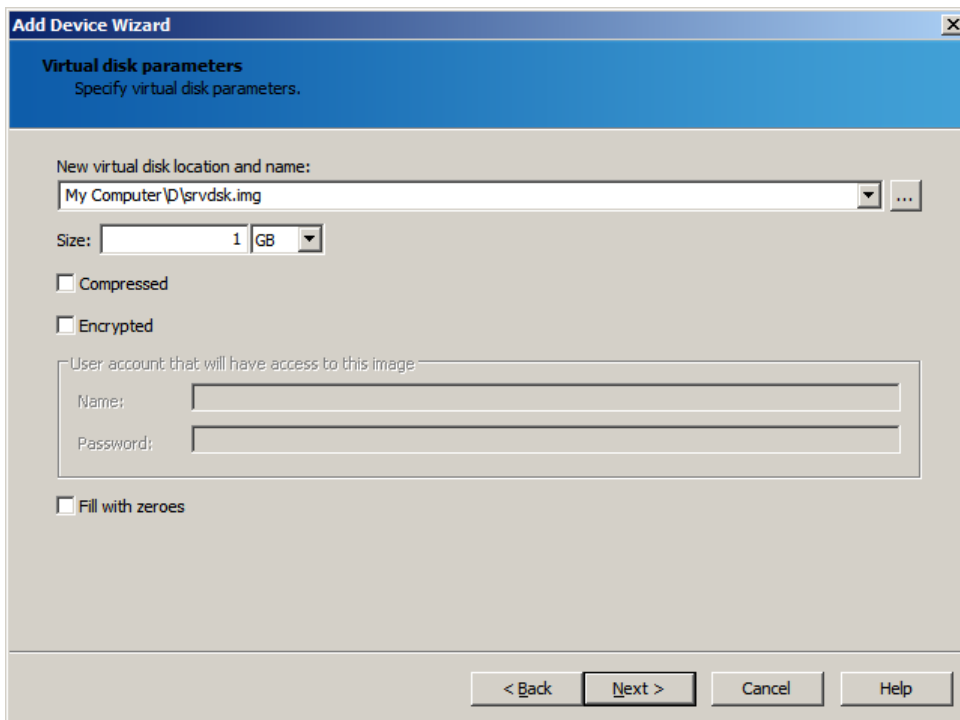 Add Device Wizard
Virtual disk parameters
Specify virtual disk parameters.
New virtual disk location and name:
My Computer\D\srvdsk.img
...
Size: 1 GB
Compressed
Encrypted
User account that will have access to this image
Name:
Password:
Fill with zeroes
< Back Next > Cancel Help